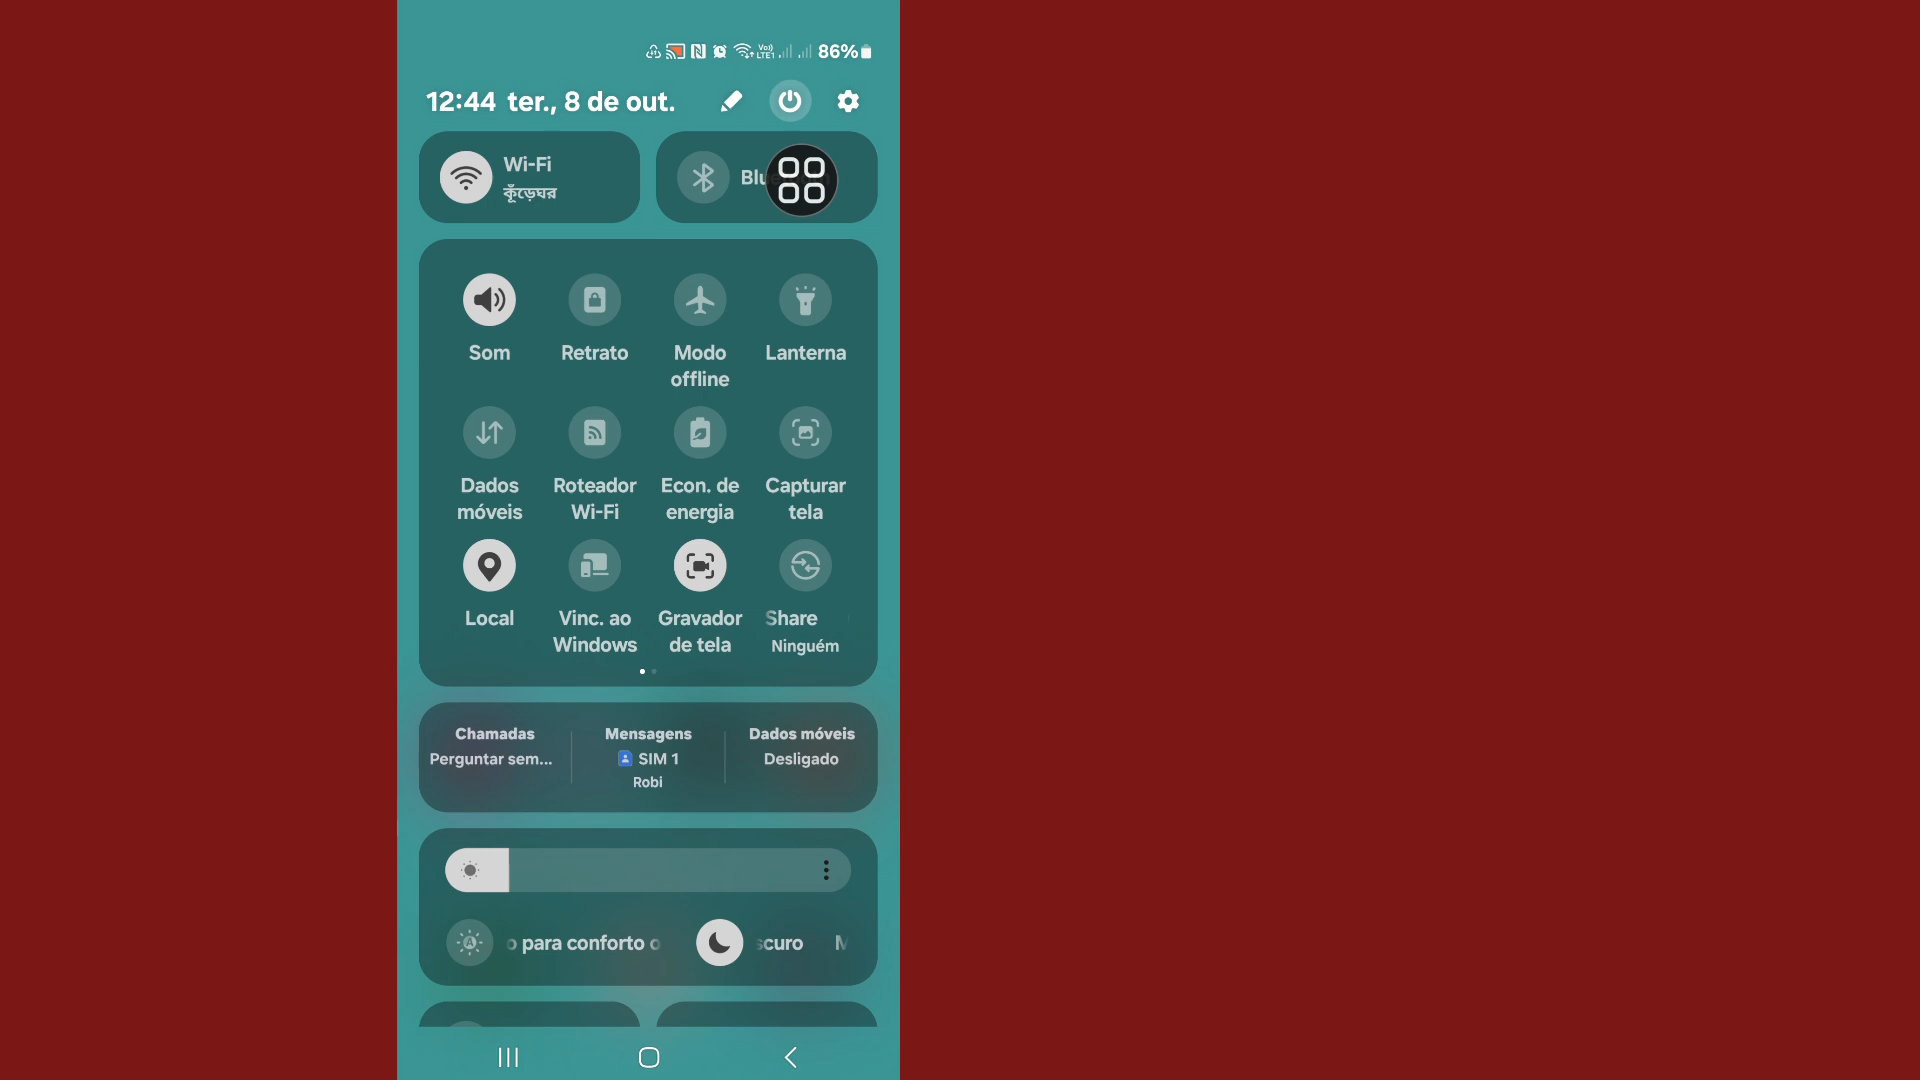 86%
12:44 ter., 8 de out.
Wi-Fi
কুঁড়েঘর
Som
Retrato
Modo
offline
Lanterna
Dados
móveis
Roteador
Wi-Fi
Econ. de
energia
Capturar
tela
Local
Vinc. ao
Windows
Gravador
de tela
Share
Ninguém
Chamadas
Perguntar sem...
Mensagens
SIM 1
Robi
Dados móveis
Desligado
para conforto
scuro